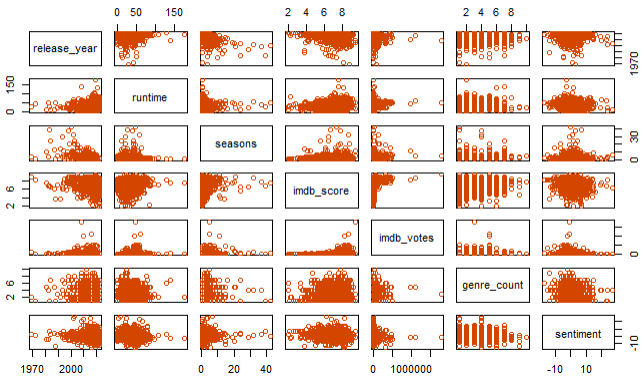 0 50 150
2 4 6 8
2 4 6 8
release_year
1970
0 150
runtime
seasons
0 30
2 6
imdb_score
imdb_votes
0
2 6
genre_count
sentiment
-10
1970 2000
0 20 40
0 1000000
-10 10